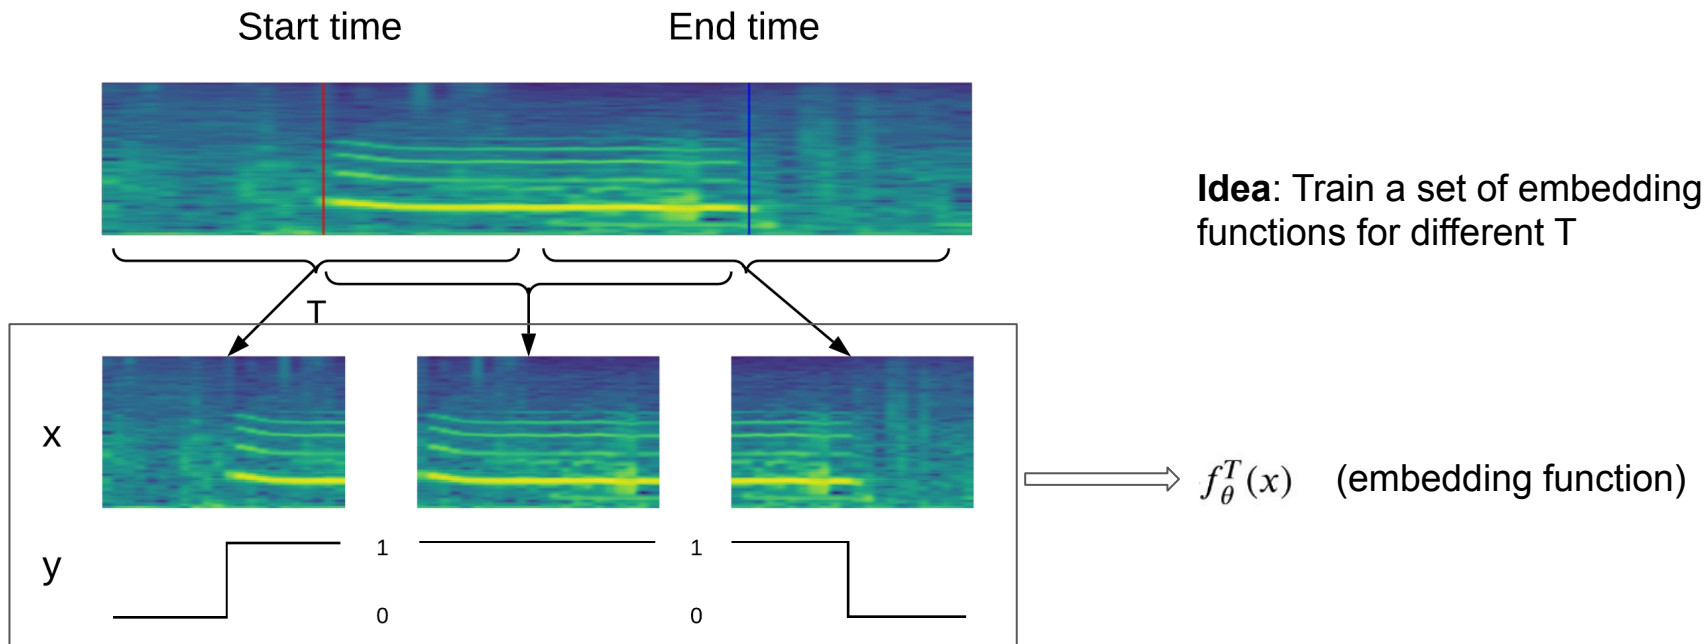 Start time
End time
Idea: Train a set of embedding
functions for different T
T
x
y
1
1
0
0
f_θ^T(x) (embedding function)